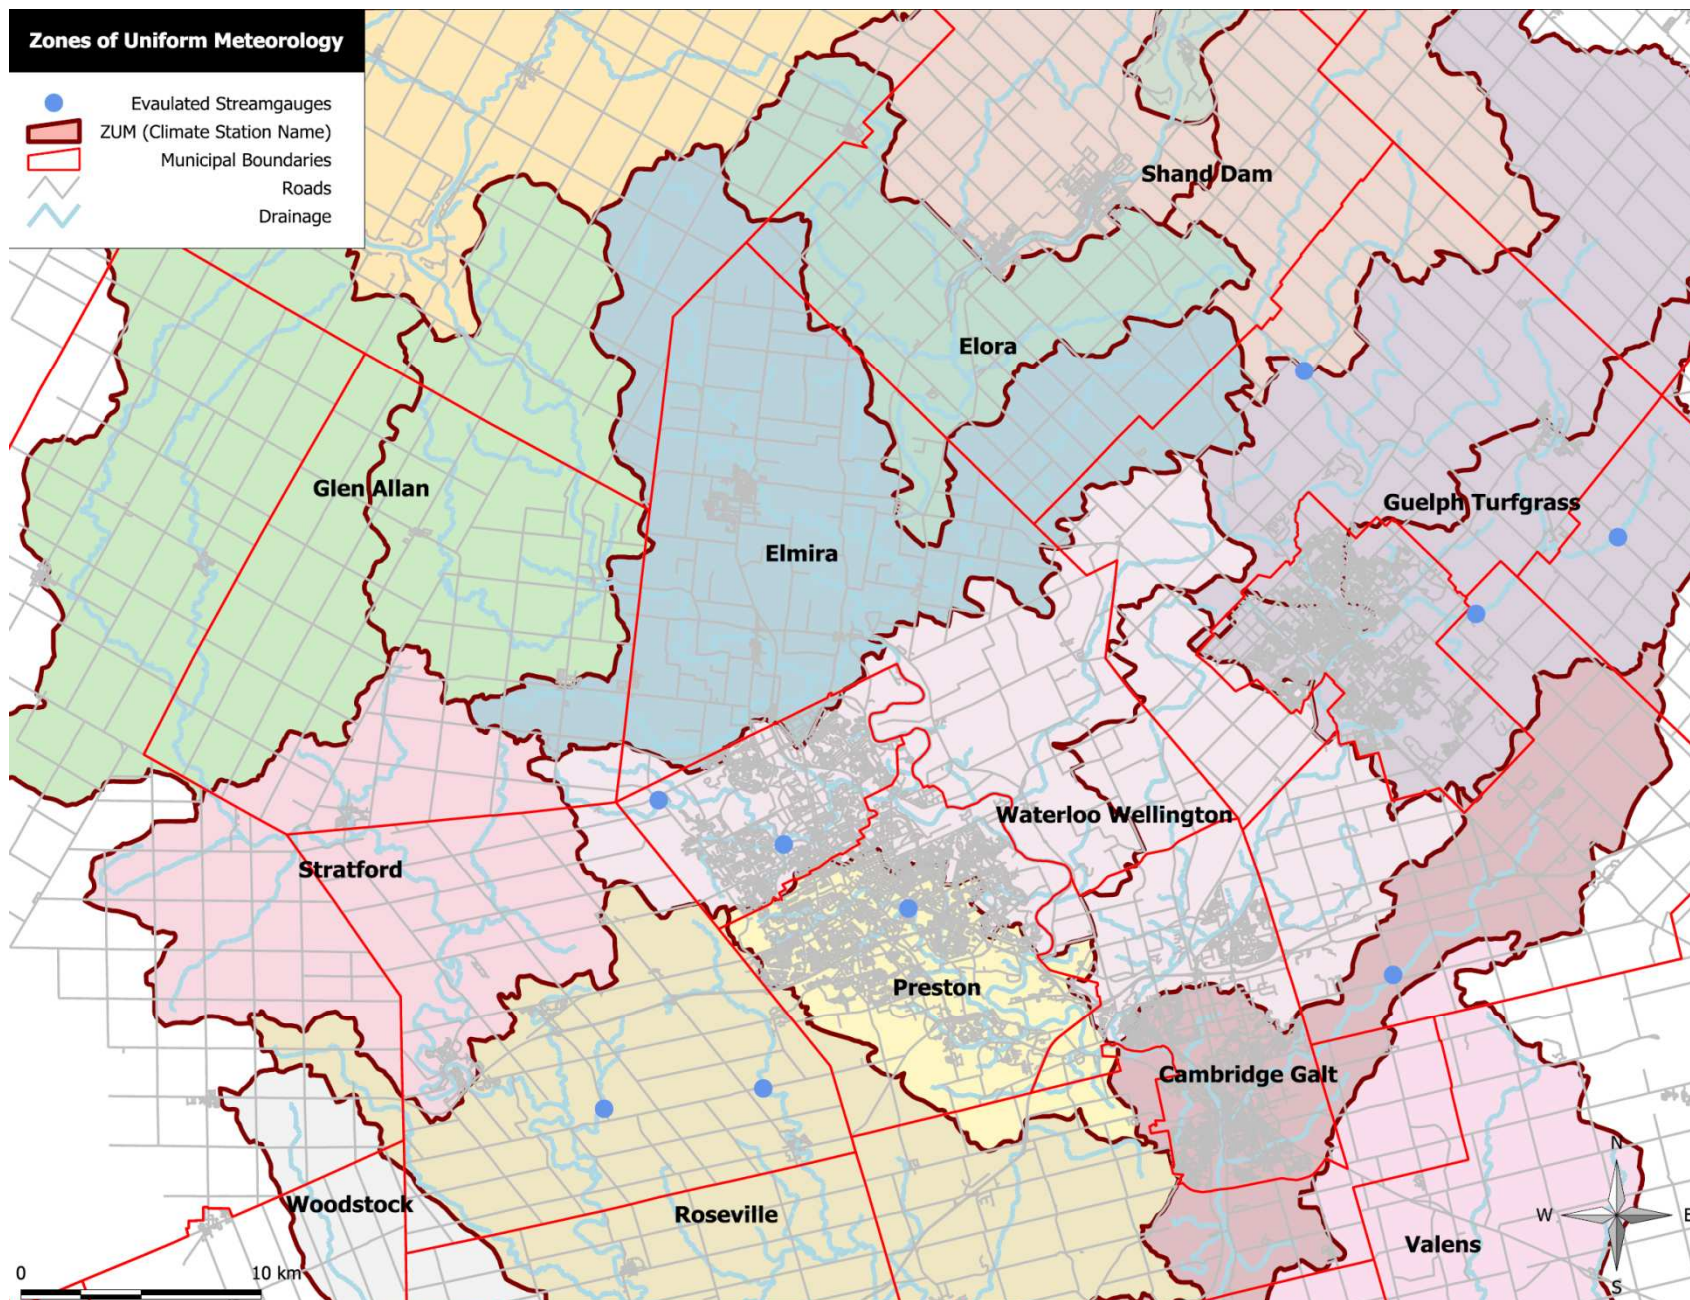 Zones of Uniform Meteorology
Evaulated Streamgauges
ZUM (Climate Station Name)
Municipal Boundaries
Roads
Drainage
Shand Dam
Elora
Glen Allan
Guelph Turfgrass
Elmira
Waterloo Wellington
Stratford
Preston
Cambridge Galt
Woodstock
Roseville
Valens
N
W
E
S
0
10 km